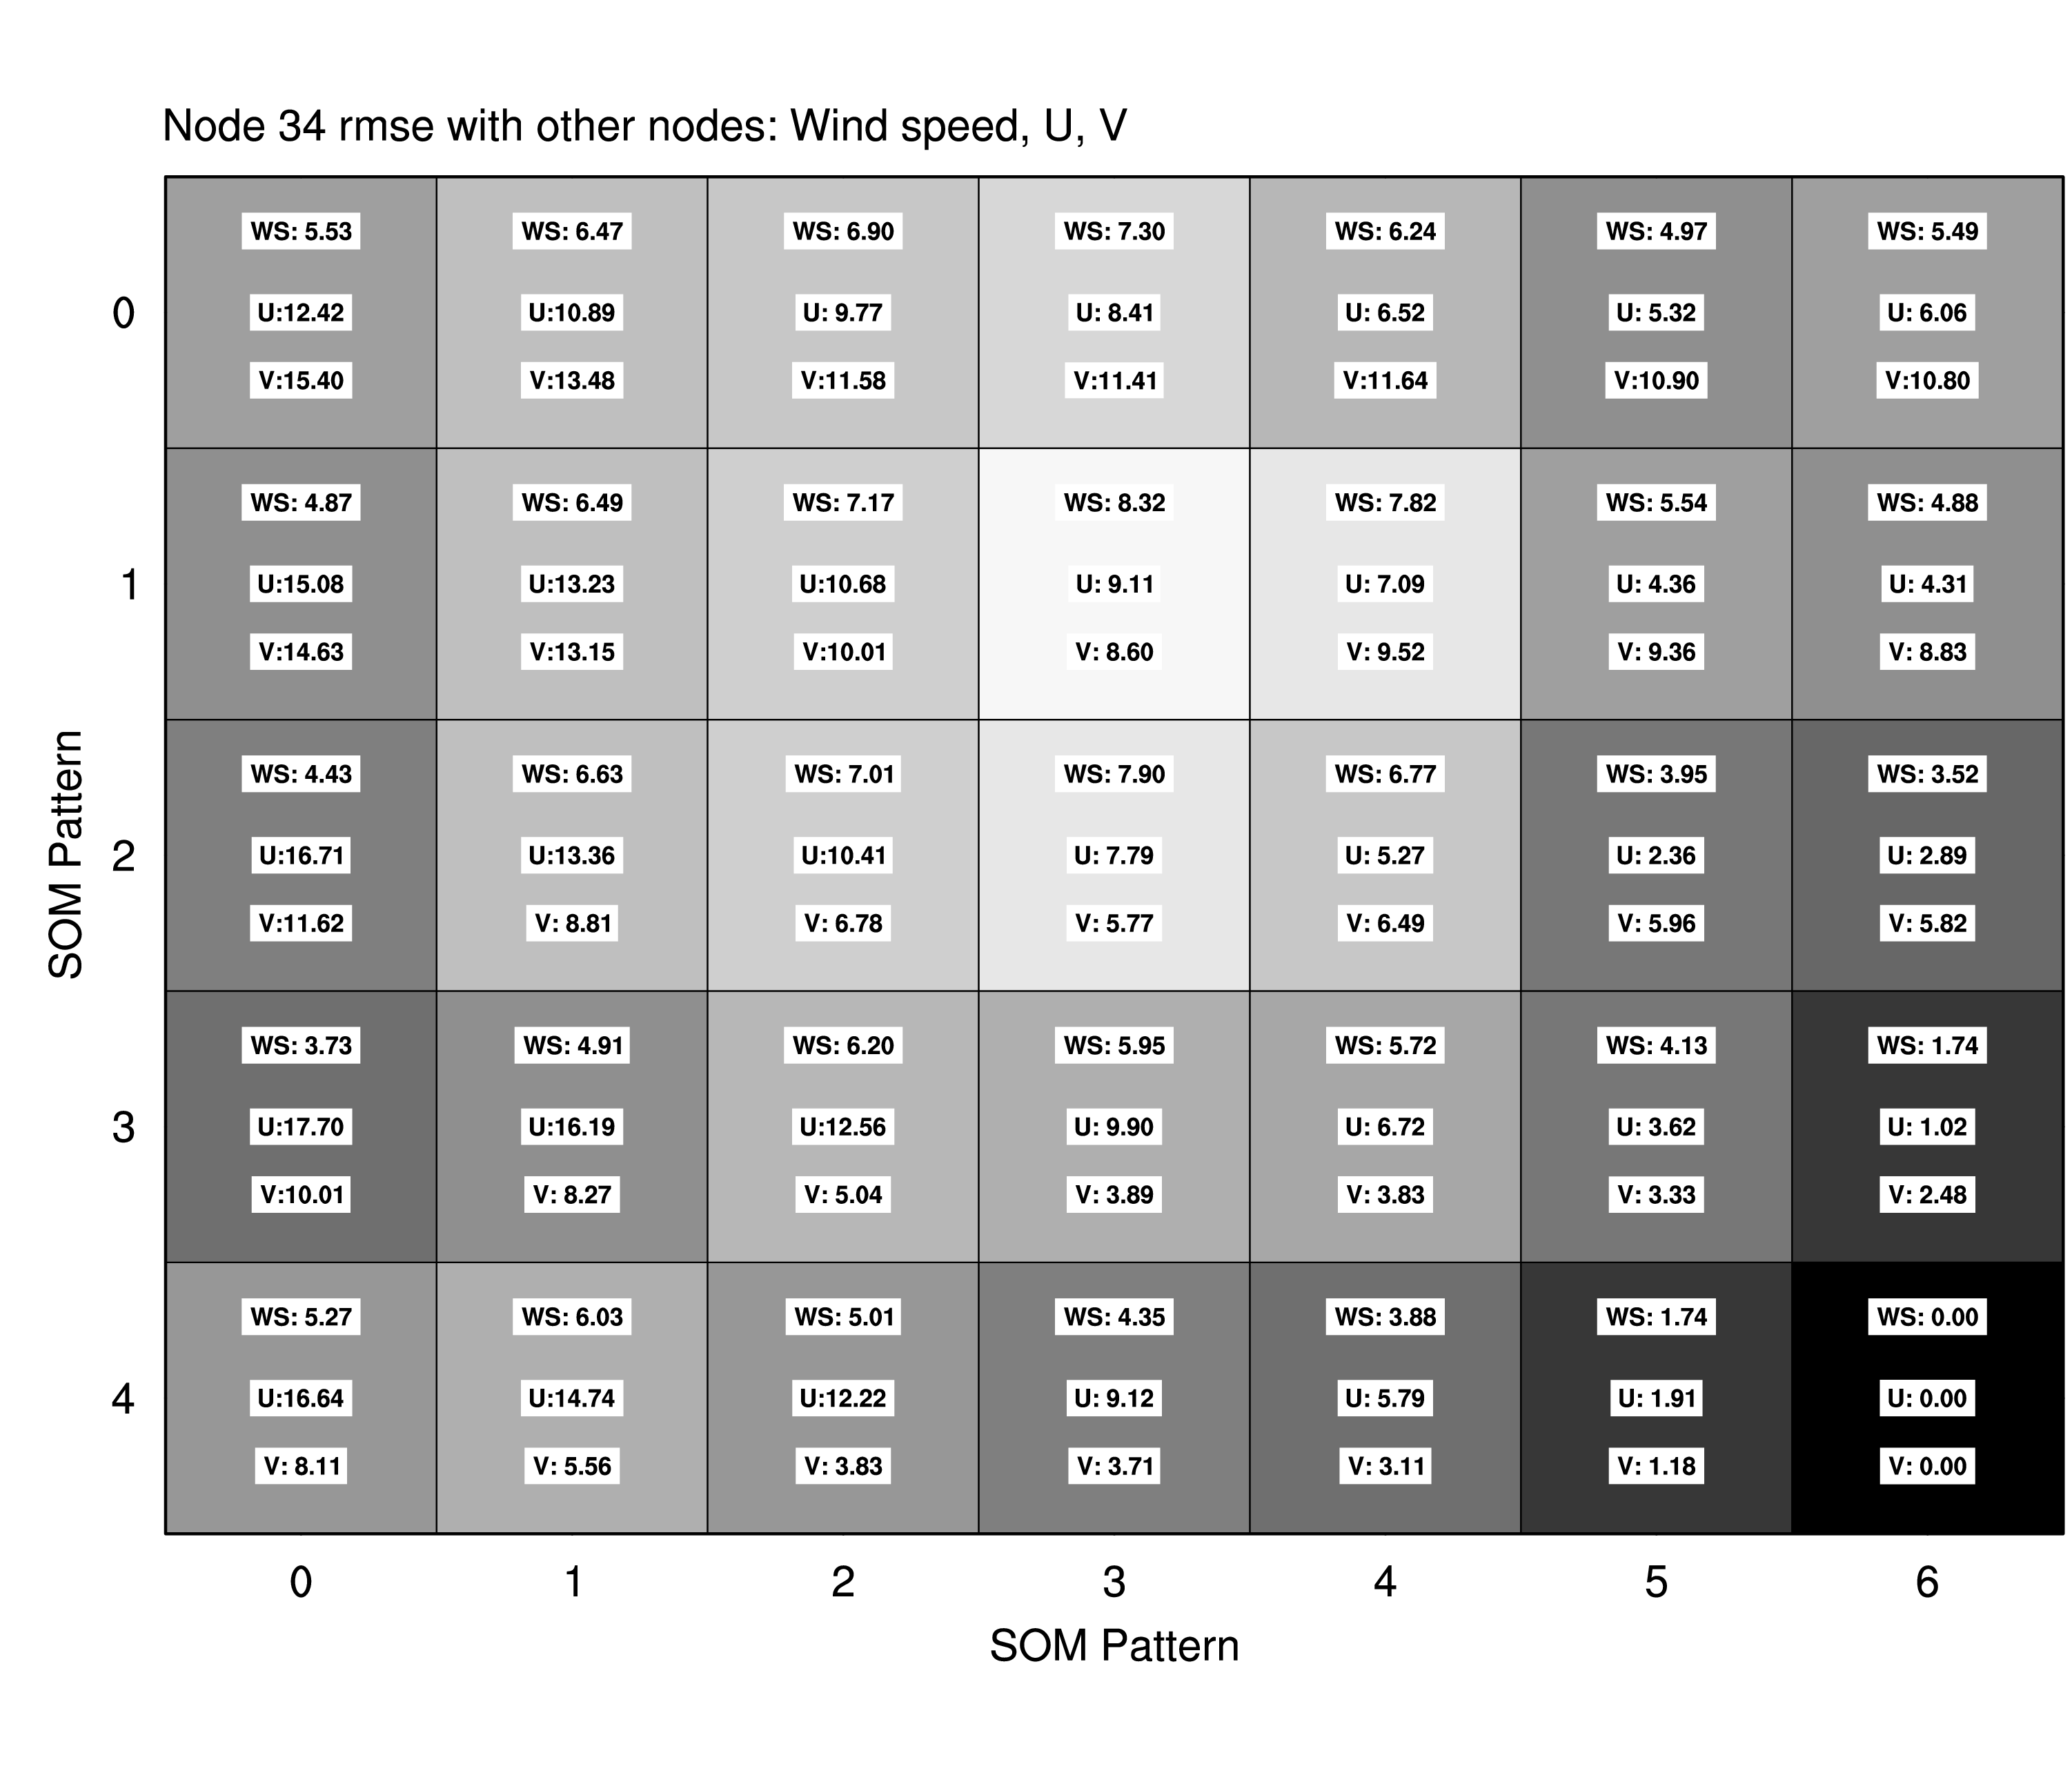 Node 34 rmse with other nodes: Wind speed, U, V
WS: 5.53 WS: 6.47 WS: 6.90 WS: 7.30 WS: 6.24 WS: 4.97 WS: 5.49
0 U:12.42 U:10.89 U: 9.77 U: 8.41 U: 6.52 U: 5.32 U: 6.06
V:15.40 V:13.48 V:11.58 V:11.41 V:11.64 V:10.90 V:10.80
WS: 4.87 WS: 6.49 WS: 7.17 WS: 8.32 WS: 7.82 WS: 5.54 WS: 4.88
1 U:15.08 U:13.23 U:10.68 U: 9.11 U: 7.09 U: 4.36 U: 4.31
V:14.63 V:13.15 V:10.01 V: 8.60 V: 9.52 V: 9.36 V: 8.83
SOM Pattern
WS: 4.43 WS: 6.63 WS: 7.01 WS: 7.90 WS: 6.77 WS: 3.95 WS: 3.52
2 U:16.71 U:13.36 U:10.41 U: 7.79 U: 5.27 U: 2.36 U: 2.89
V:11.62 V: 8.81 V: 6.78 V: 5.77 V: 6.49 V: 5.96 V: 5.82
WS: 3.73 WS: 4.91 WS: 6.20 WS: 5.95 WS: 5.72 WS: 4.13 WS: 1.74
3 U:17.70 U:16.19 U:12.56 U: 9.90 U: 6.72 U: 3.62 U: 1.02
V:10.01 V: 8.27 V: 5.04 V: 3.89 V: 3.83 V: 3.33 V: 2.48
WS: 5.27 WS: 6.03 WS: 5.01 WS: 4.35 WS: 3.88 WS: 1.74 WS: 0.00
4 U:16.64 U:14.74 U:12.22 U: 9.12 U: 5.79 U: 1.91 U: 0.00
V: 8.11 V: 5.56 V: 3.83 V: 3.71 V: 3.11 V: 1.18 V: 0.00
0 1 2 3 4 5 6
SOM Pattern